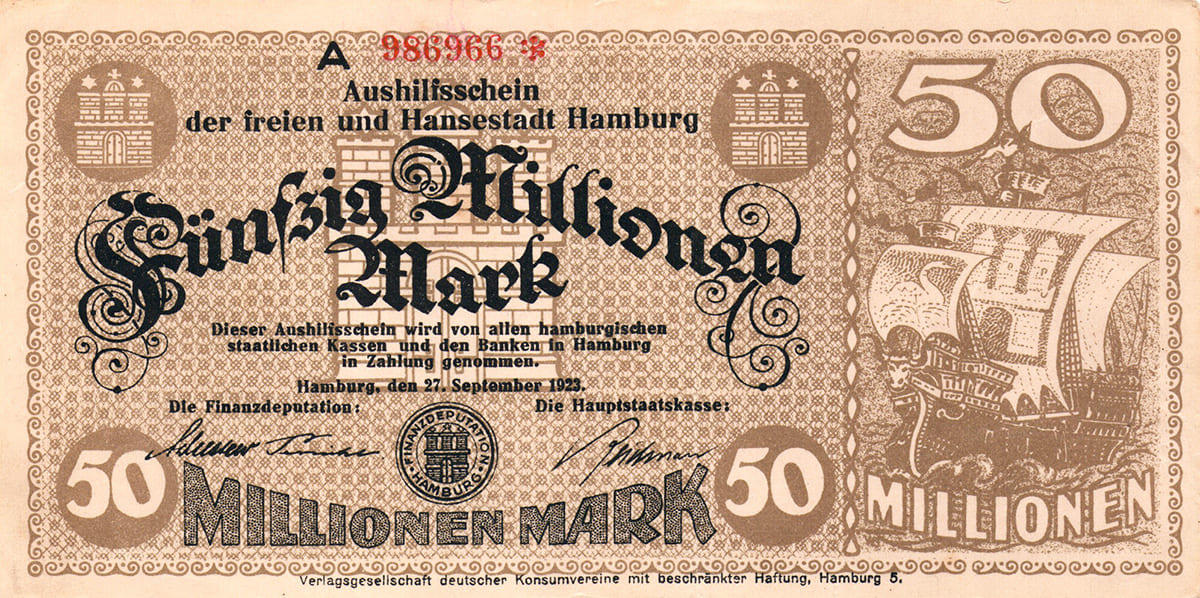 A 986966 *
Aushilfsschein
der freien und Hansestadt Hamburg
Fünfzig Millionen
Mark
Dieser Aushilfsschein wird von allen hamburgischen
staatlichen Kassen und den Banken in Hamburg
in Zahlung genommen.
Hamburg, den 27. September 1923.
Die Finanzdeputation:
Die Hauptstaatskasse:
FINANZDEPUTATION
HAMBURG
50
MILLIONEN MARK
50
50
MILLIONEN
Verlagsgesellschaft deutscher Konsumvereine mit beschränkter Haftung, Hamburg 5.